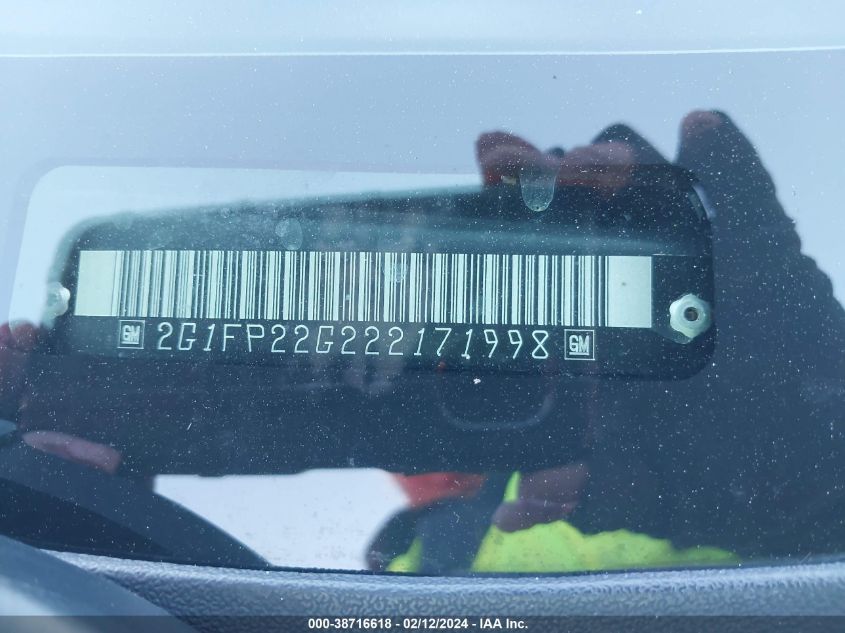 GM 2G1FP22G222171998 GM
000-38716618 - 02/12/2024 - IAA Inc.